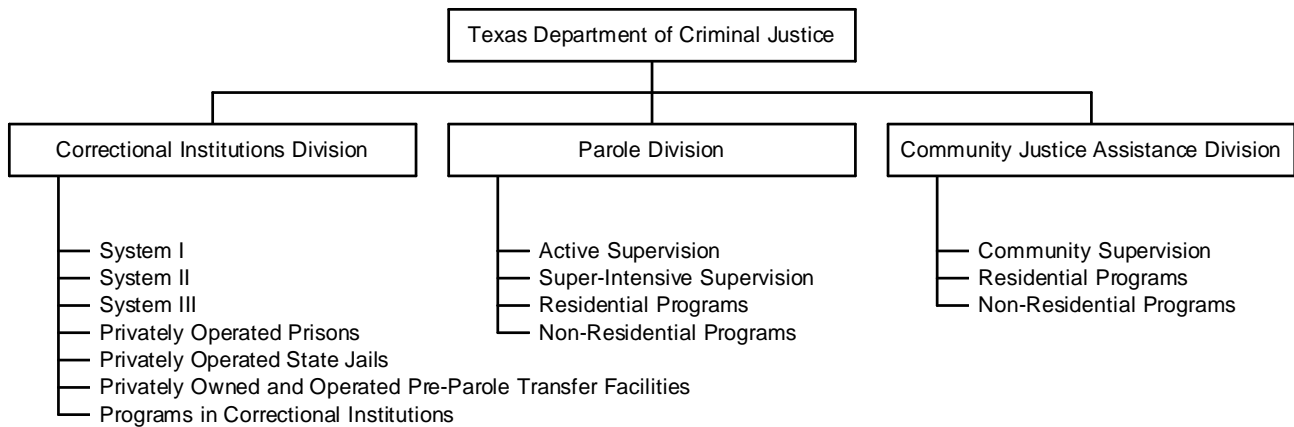 Texas Department of Criminal Justice
Correctional Institutions Division
Parole Division
Community Justice Assistance Division
System I
System II
System III
Privately Operated Prisons
Privately Operated State Jails
Privately Owned and Operated Pre-Parole Transfer Facilities
Programs in Correctional Institutions
Active Supervision
Super-Intensive Supervision
Residential Programs
Non-Residential Programs
Community Supervision
Residential Programs
Non-Residential Programs